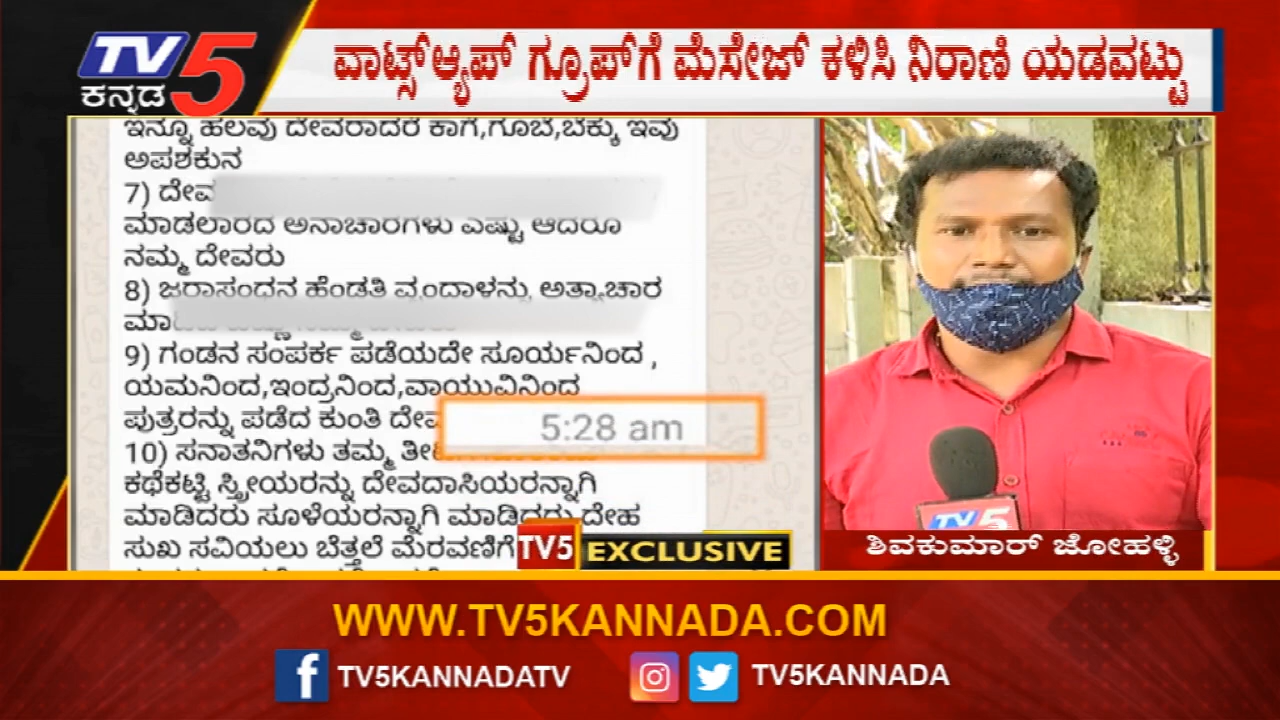 TV5
ಕನ್ನಡ
ವಾಟ್ಸ್ಆ್ಯಪ್ ಗ್ರೂಪ್‌ಗೆ ಮೆಸೇಜ್ ಕಳಿಸಿ ನಿರಾಣಿ ಯಡವಟ್ಟು
ಇನ್ನೂ ಹಲವು ದೇವರಾದರೆ ಕಾಗೆ,ಗೂಬೆ,ಬೆಕ್ಕು ಇವು
ಅಪಶಕುನ
7) ದೇವ
ಮಾಡಲಾರದ ಅನಾಚಾರಗಳು ಎಷ್ಟು ಆದರೂ
ನಮ್ಮ ದೇವರು
8) ಜರಾಸಂದನ ಹೆಂಡತಿ ವೃಂದಾಳನ್ನು ಅತ್ಯಾಚಾರ
ಮಾ
9) ಗಂಡನ ಸಂಪರ್ಕ ಪಡೆಯದೇ ಸೂರ್ಯನಿಂದ ,
ಯಮನಿಂದ,ಇಂದ್ರನಿಂದ,ವಾಯುವಿನಿಂದ
ಪುತ್ರರನ್ನು ಪಡೆದ ಕುಂತಿ ದೇವ
5:28 am
10) ಸನಾತನಿಗಳು ತಮ್ಮ
ಕಥೆಕಟ್ಟಿ ಸ್ತ್ರೀಯರನ್ನು ದೇವದಾಸಿಯರನ್ನಾಗಿ
ಮಾಡಿದರು ಸೂಳೆಯರನ್ನಾಗಿ ಮಾಡಿದರು ದೇಹ
ಸುಖ ಸವಿಯಲು ಬೆತ್ತಲೆ ಮೆರವಣಿಗೆ
TV5 EXCLUSIVE
TV5
ಶಿವಕುಮಾರ್ ಜೋಹಳ್ಳಿ
WWW.TV5KANNADA.COM
f TV5KANNADATV
TV5KANNADA